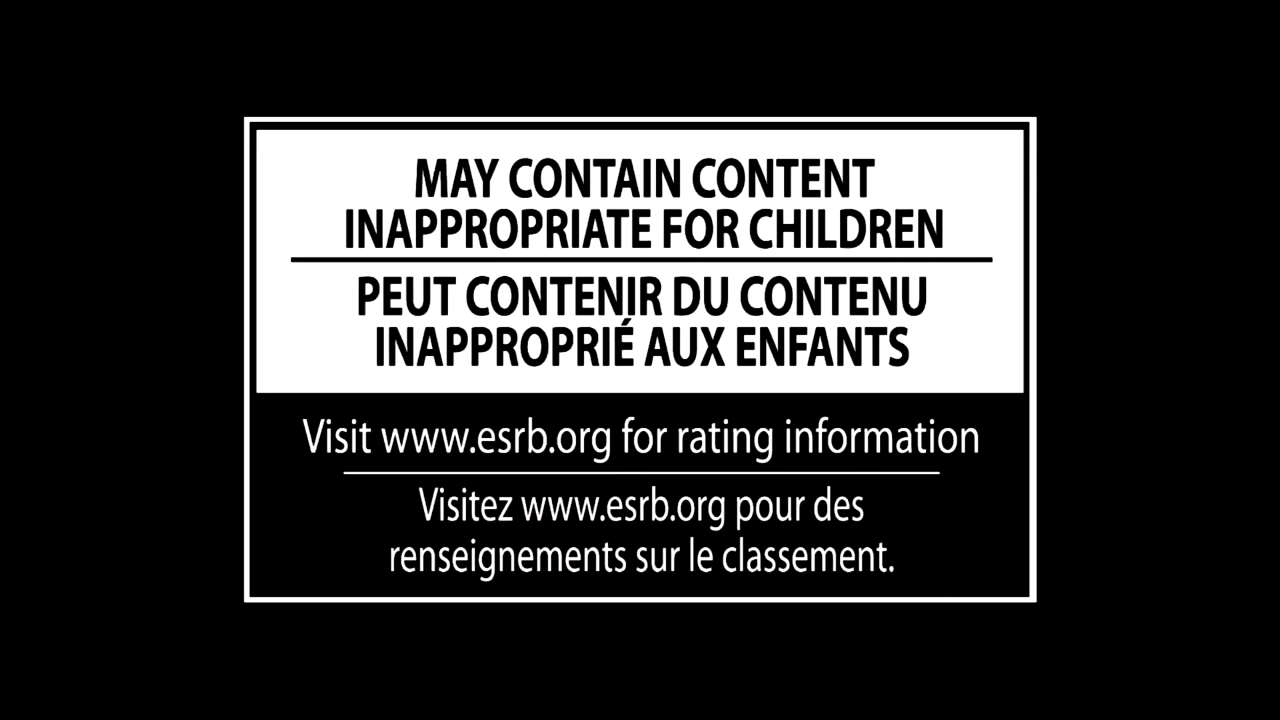 MAY CONTAIN CONTENT
INAPPROPRIATE FOR CHILDREN
PEUT CONTENIR DU CONTENU
INAPPROPRIÉ AUX ENFANTS
Visit www.esrb.org for rating information
Visitez www.esrb.org pour des
renseignements sur le classement.